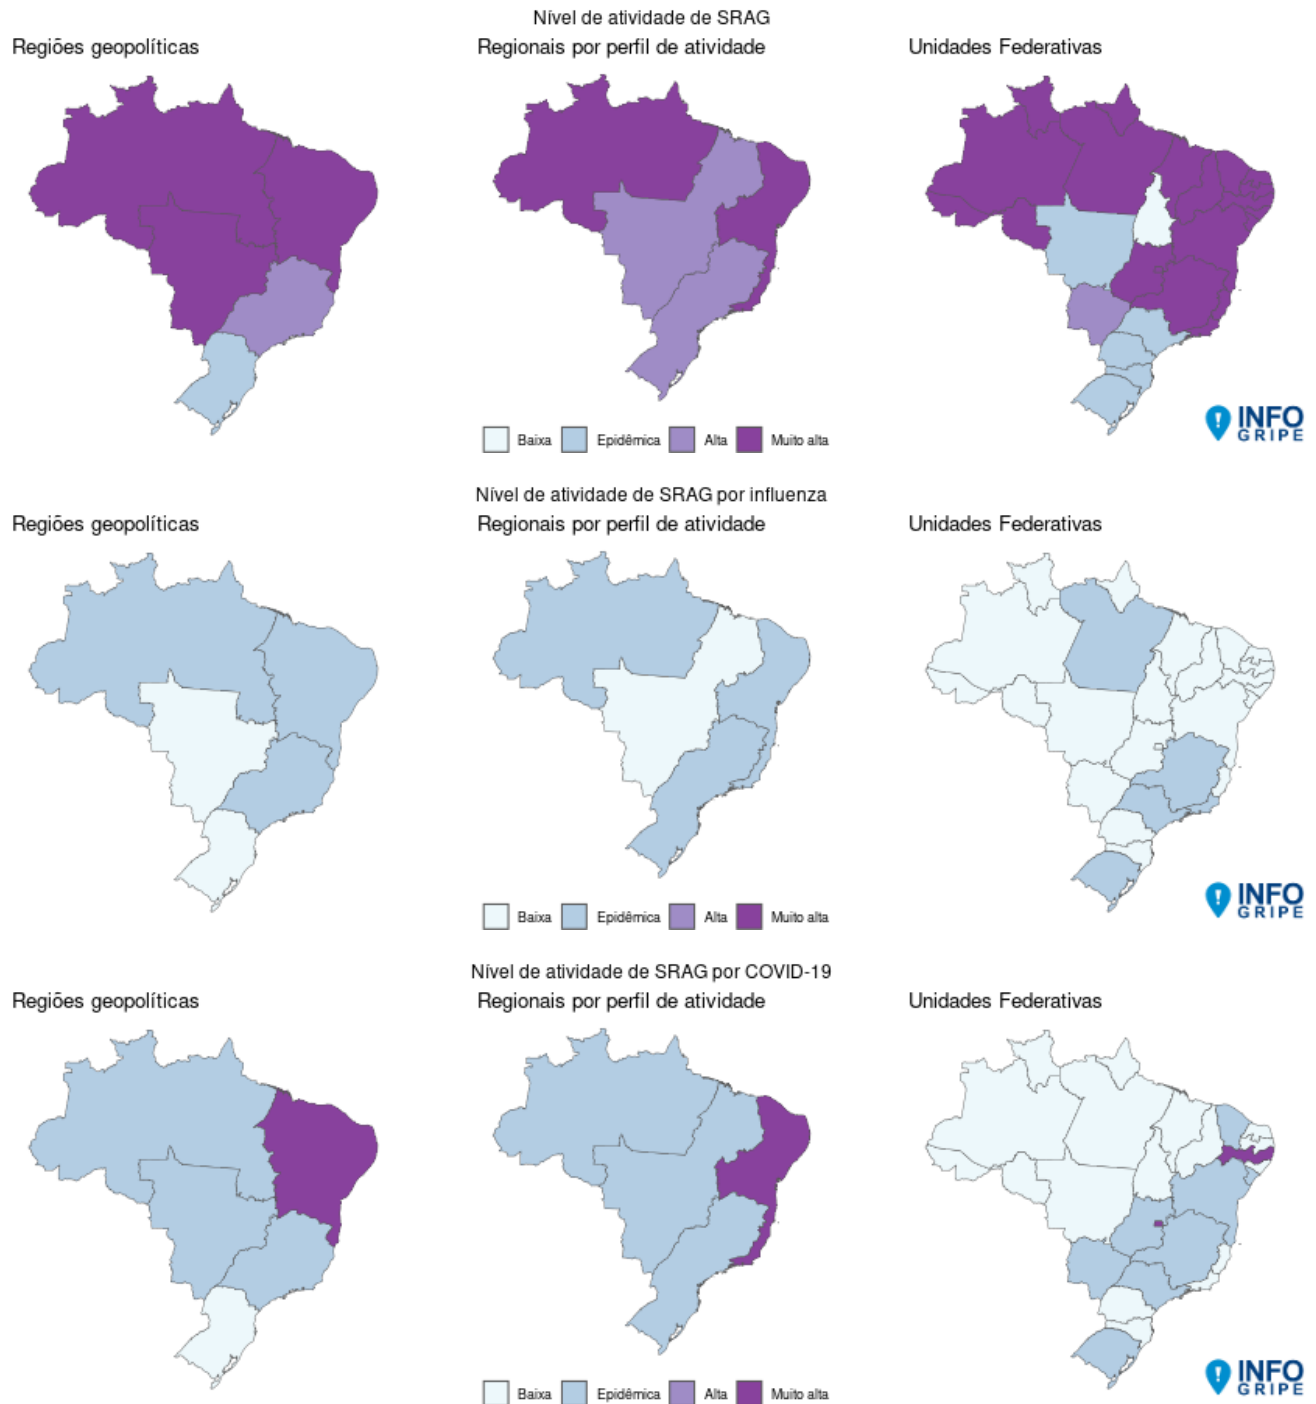 Nível de atividade de SRAG
Regiões geopolíticas
Regionais por perfil de atividade
Unidades Federativas
Baixa Epidêmica Alta Muito alta
INFO
GRIPE
Nível de atividade de SRAG por influenza
Regiões geopolíticas
Regionais por perfil de atividade
Unidades Federativas
Baixa Epidêmica Alta Muito alta
INFO
GRIPE
Nível de atividade de SRAG por COVID-19
Regiões geopolíticas
Regionais por perfil de atividade
Unidades Federativas
Baixa Epidêmica Alta Muito alta
INFO
GRIPE